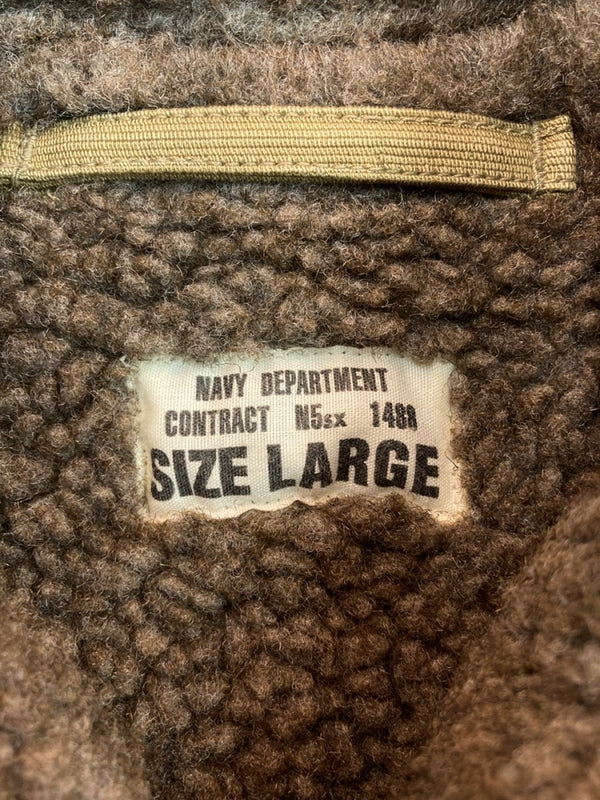 NAVY DEPARTMENT
CONTRACT N5sx 1488
SIZE LARGE